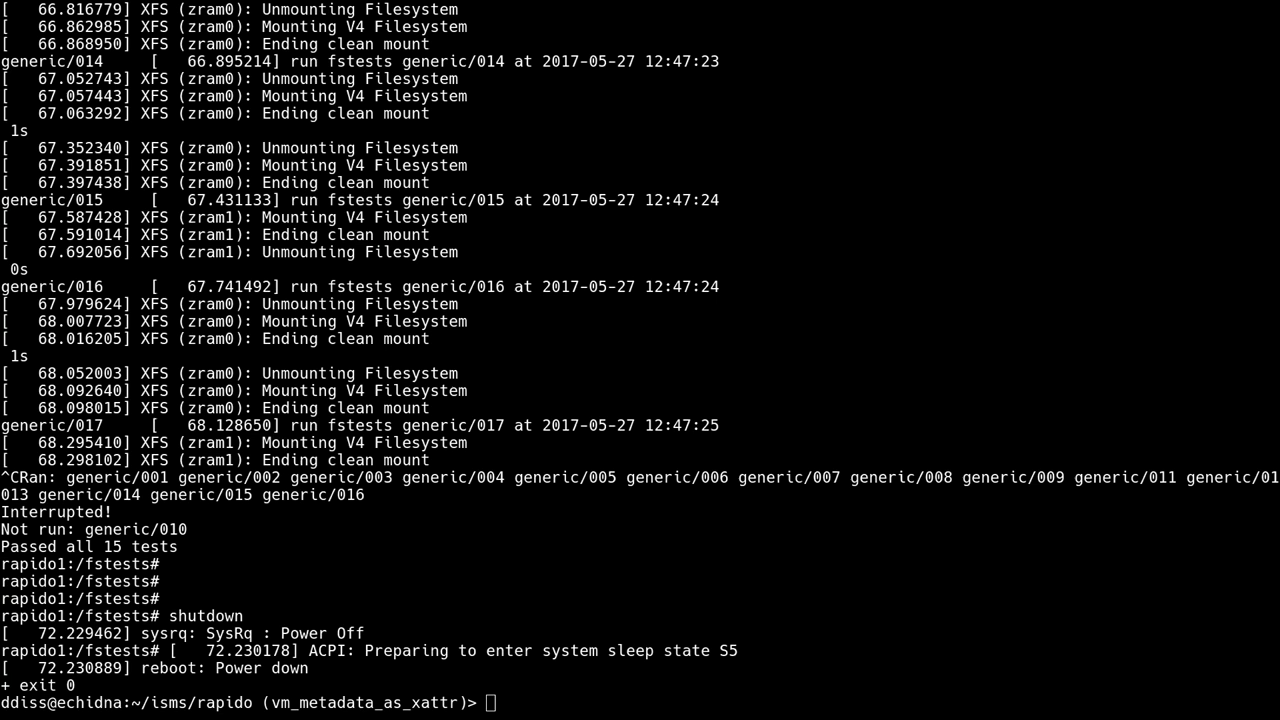 [   66.816779] XFS (zram0): Unmounting Filesystem
[   66.862985] XFS (zram0): Mounting V4 Filesystem
[   66.868950] XFS (zram0): Ending clean mount
generic/014     [   66.895214] run fstests generic/014 at 2017-05-27 12:47:23
[   67.052743] XFS (zram0): Unmounting Filesystem
[   67.057443] XFS (zram0): Mounting V4 Filesystem
[   67.063292] XFS (zram0): Ending clean mount
 1s
[   67.352340] XFS (zram0): Unmounting Filesystem
[   67.391851] XFS (zram0): Mounting V4 Filesystem
[   67.397438] XFS (zram0): Ending clean mount
generic/015     [   67.431133] run fstests generic/015 at 2017-05-27 12:47:24
[   67.587428] XFS (zram1): Mounting V4 Filesystem
[   67.591014] XFS (zram1): Ending clean mount
[   67.692056] XFS (zram1): Unmounting Filesystem
 0s
generic/016     [   67.741492] run fstests generic/016 at 2017-05-27 12:47:24
[   67.979624] XFS (zram0): Unmounting Filesystem
[   68.007723] XFS (zram0): Mounting V4 Filesystem
[   68.016205] XFS (zram0): Ending clean mount
 1s
[   68.052003] XFS (zram0): Unmounting Filesystem
[   68.092640] XFS (zram0): Mounting V4 Filesystem
[   68.098015] XFS (zram0): Ending clean mount
generic/017     [   68.128650] run fstests generic/017 at 2017-05-27 12:47:25
[   68.295410] XFS (zram1): Mounting V4 Filesystem
[   68.298102] XFS (zram1): Ending clean mount
^CRan: generic/001 generic/002 generic/003 generic/004 generic/005 generic/006 generic/007 generic/008 generic/009 generic/011 generic/01
013 generic/014 generic/015 generic/016
Interrupted!
Not run: generic/010
Passed all 15 tests
rapido1:/fstests#
rapido1:/fstests#
rapido1:/fstests#
rapido1:/fstests# shutdown
[   72.229462] sysrq: SysRq : Power Off
rapido1:/fstests# [   72.230178] ACPI: Preparing to enter system sleep state S5
[   72.230889] reboot: Power down
+ exit 0
ddiss@echidna:~/isms/rapido (vm_metadata_as_xattr)>